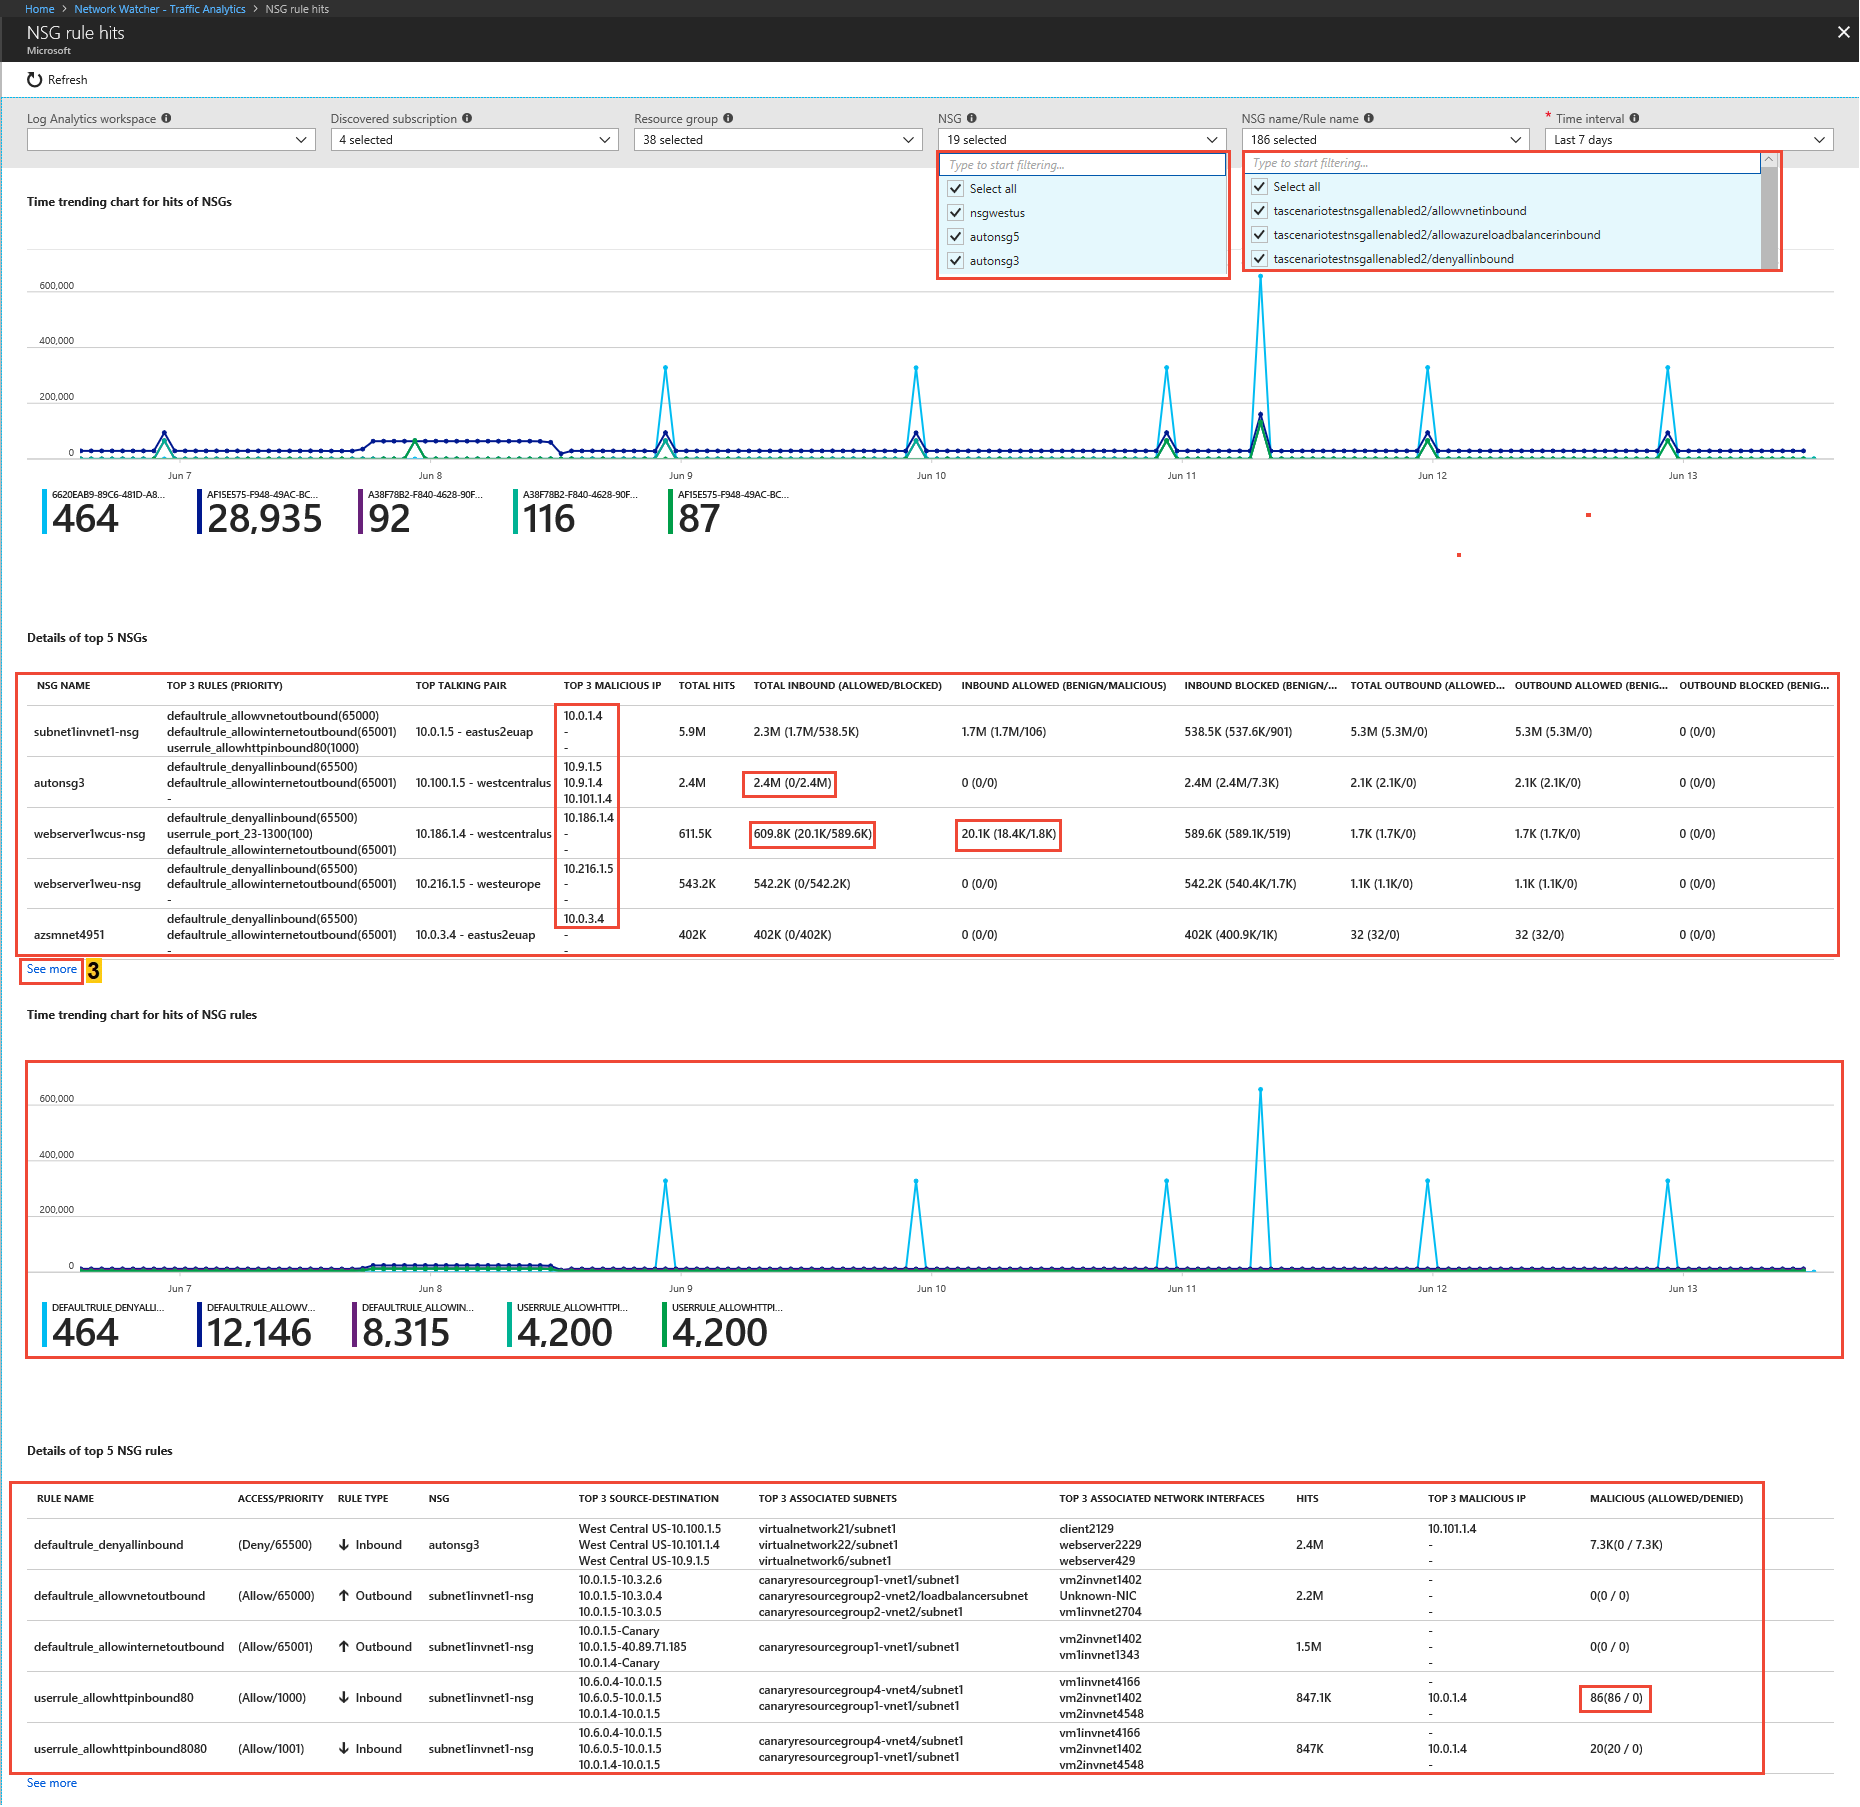 Home > Network Watcher - Traffic Analytics > NSG rule hits
NSG rule hits
Microsoft
Refresh
Log Analytics workspace Discovered subscription Resource group NSG NSG name/Rule name * Time interval
4 selected 38 selected 19 selected 186 selected Last 7 days
Type to start filtering... Type to start filtering...
Select all Select all
nsgwestus tascenariotestnsgallenabled2/allowvnetinbound
autonsg5 tascenariotestnsgallenabled2/allowazureloadbalancerinbound
autonsg3 tascenariotestnsgallenabled2/denyallinbound
Time trending chart for hits of NSGs
600,000
400,000
200,000
0
Jun 7 Jun 8 Jun 9 Jun 10 Jun 11 Jun 12 Jun 13
6620EAB9-89C6-481D-A8... AF15E575-F948-49AC-BC... A38F78B2-F840-4628-90F... A38F78B2-F840-4628-90F... AF15E575-F948-49AC-BC...
464 28,935 92 116 87
Details of top 5 NSGs
NSG NAME TOP 3 RULES (PRIORITY) TOP TALKING PAIR TOP 3 MALICIOUS IP TOTAL HITS TOTAL INBOUND (ALLOWED/BLOCKED) INBOUND ALLOWED (BENIGN/MALICIOUS) INBOUND BLOCKED (BENIGN/... TOTAL OUTBOUND (ALLOWED... OUTBOUND ALLOWED (BENIG... OUTBOUND BLOCKED (BENIG...
defaultrule_allowvnetoutbound(65000) 10.0.1.4
subnet1invnet1-nsg defaultrule_allowinternetoutbound(65001) 10.0.1.5 - eastus2euap - 5.9M 2.3M (1.7M/538.5K) 1.7M (1.7M/106) 538.5K (537.6K/901) 5.3M (5.3M/0) 5.3M (5.3M/0) 0 (0/0)
userrule_allowhttpinbound80(1000) -
defaultrule_denyallinbound(65500) 10.9.1.5
autonsg3 defaultrule_allowinternetoutbound(65001) 10.100.1.5 - westcentralus 10.9.1.4 2.4M 2.4M (0/2.4M) 0 (0/0) 2.4M (2.4M/7.3K) 2.1K (2.1K/0) 2.1K (2.1K/0) 0 (0/0)
- 10.101.1.4
defaultrule_denyallinbound(65500) 10.186.1.4
webserver1wcus-nsg userrule_port_23-1300(100) 10.186.1.4 - westcentralus - 611.5K 609.8K (20.1K/589.6K) 20.1K (18.4K/1.8K) 589.6K (589.1K/519) 1.7K (1.7K/0) 1.7K (1.7K/0) 0 (0/0)
defaultrule_allowinternetoutbound(65001) -
defaultrule_denyallinbound(65500) 10.216.1.5
webserver1weu-nsg defaultrule_allowinternetoutbound(65001) 10.216.1.5 - westeurope - 543.2K 542.2K (0/542.2K) 0 (0/0) 542.2K (540.4K/1.7K) 1.1K (1.1K/0) 1.1K (1.1K/0) 0 (0/0)
- -
defaultrule_denyallinbound(65500) 10.0.3.4
azsmnet4951 defaultrule_allowinternetoutbound(65001) 10.0.3.4 - eastus2euap - 402K 402K (0/402K) 0 (0/0) 402K (400.9K/1K) 32 (32/0) 32 (32/0) 0 (0/0)
- -
See more 3
Time trending chart for hits of NSG rules
600,000
400,000
200,000
0
Jun 7 Jun 8 Jun 9 Jun 10 Jun 11 Jun 12 Jun 13
DEFAULTRULE_DENYALLI... DEFAULTRULE_ALLOWV... DEFAULTRULE_ALLOWIN... USERRULE_ALLOWHTTPI... USERRULE_ALLOWHTTPI...
464 12,146 8,315 4,200 4,200
Details of top 5 NSG rules
RULE NAME ACCESS/PRIORITY RULE TYPE NSG TOP 3 SOURCE-DESTINATION TOP 3 ASSOCIATED SUBNETS TOP 3 ASSOCIATED NETWORK INTERFACES HITS TOP 3 MALICIOUS IP MALICIOUS (ALLOWED/DENIED)
West Central US-10.100.1.5 virtualnetwork21/subnet1 client2129 10.101.1.4
defaultrule_denyallinbound (Deny/65500) Inbound autonsg3 West Central US-10.101.1.4 virtualnetwork22/subnet1 webserver2229 2.4M - 7.3K(0 / 7.3K)
West Central US-10.9.1.5 virtualnetwork6/subnet1 webserver429 -
10.0.1.5-10.3.2.6 canaryresourcegroup1-vnet1/subnet1 vm2invnet1402 -
defaultrule_allowvnetoutbound (Allow/65000) Outbound subnet1invnet1-nsg 10.0.1.5-10.3.0.4 canaryresourcegroup2-vnet2/loadbalancersubnet Unknown-NIC 2.2M - 0(0 / 0)
10.0.1.5-10.3.0.5 canaryresourcegroup2-vnet2/subnet1 vm1invnet2704 -
10.0.1.5-Canary vm2invnet1402 -
defaultrule_allowinternetoutbound (Allow/65001) Outbound subnet1invnet1-nsg 10.0.1.5-40.89.71.185 canaryresourcegroup1-vnet1/subnet1 vm1invnet1343 1.5M - 0(0 / 0)
10.0.1.4-Canary -
10.6.0.4-10.0.1.5 canaryresourcegroup4-vnet4/subnet1 vm1invnet4166 -
userrule_allowhttpinbound80 (Allow/1000) Inbound subnet1invnet1-nsg 10.6.0.5-10.0.1.5 canaryresourcegroup1-vnet1/subnet1 vm2invnet1402 847.1K 10.0.1.4 86(86 / 0)
10.0.1.4-10.0.1.5 vm2invnet4548 -
10.6.0.4-10.0.1.5 canaryresourcegroup4-vnet4/subnet1 vm1invnet4166 -
userrule_allowhttpinbound8080 (Allow/1001) Inbound subnet1invnet1-nsg 10.6.0.5-10.0.1.5 canaryresourcegroup1-vnet1/subnet1 vm2invnet1402 847K 10.0.1.4 20(20 / 0)
10.0.1.4-10.0.1.5 vm2invnet4548 -
See more